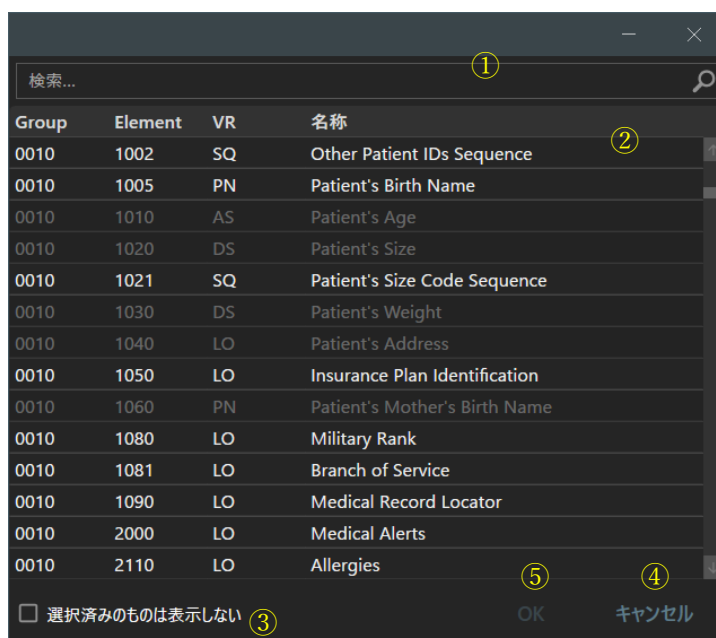 ①
検索...
Group Element VR 名称
②
0010 1002 SQ Other Patient IDs Sequence
0010 1005 PN Patient's Birth Name
0010 1010 AS Patient's Age
0010 1020 DS Patient's Size
0010 1021 SQ Patient's Size Code Sequence
0010 1030 DS Patient's Weight
0010 1040 LO Patient's Address
0010 1050 LO Insurance Plan Identification
0010 1060 PN Patient's Mother's Birth Name
0010 1080 LO Military Rank
0010 1081 LO Branch of Service
0010 1090 LO Medical Record Locator
0010 2000 LO Medical Alerts
0010 2110 LO Allergies
⑤ ④
選択済みのものは表示しない ③ OK キャンセル